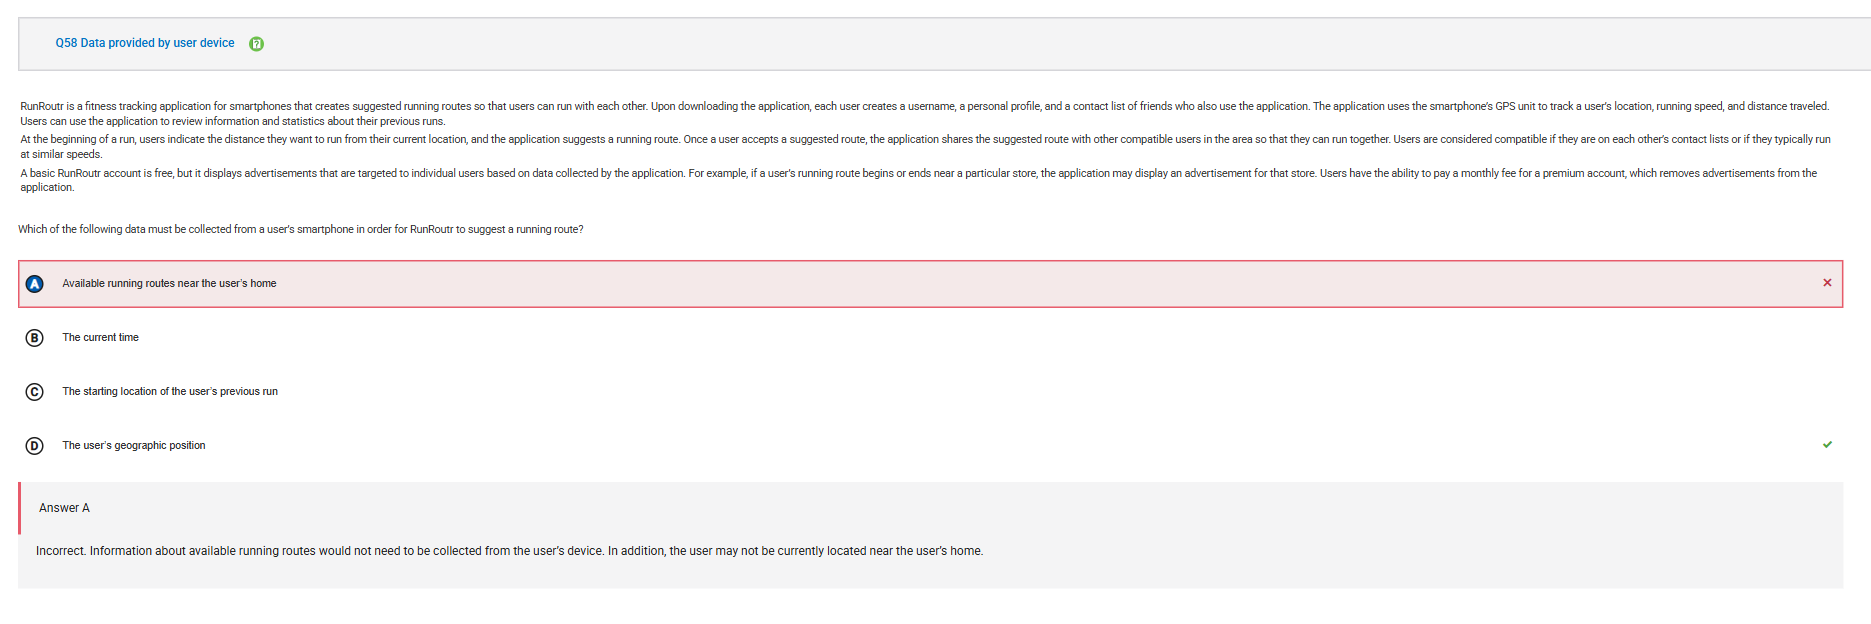 Q58 Data provided by user device
RunRoutr is a fitness tracking application for smartphones that creates suggested running routes so that users can run with each other. Upon downloading the application, each user creates a username, a personal profile, and a contact list of friends who also use the application. The application uses the smartphone's GPS unit to track a user's location, running speed, and distance traveled.
Users can use the application to review information and statistics about their previous runs.
At the beginning of a run, users indicate the distance they want to run from their current location, and the application suggests a running route. Once a user accepts a suggested route, the application shares the suggested route with other compatible users in the area so that they can run together. Users are considered compatible if they are on each other's contact lists or if they typically run
at similar speeds.
A basic RunRoutr account is free, but it displays advertisements that are targeted to individual users based on data collected by the application. For example, if a user's running route begins or ends near a particular store, the application may display an advertisement for that store. Users have the ability to pay a monthly fee for a premium account, which removes advertisements from the
application.
Which of the following data must be collected from a user's smartphone in order for RunRoutr to suggest a running route?
A Available running routes near the user's home
B The current time
C The starting location of the user's previous run
D The user's geographic position
Answer A
Incorrect. Information about available running routes would not need to be collected from the user's device. In addition, the user may not be currently located near the user's home.